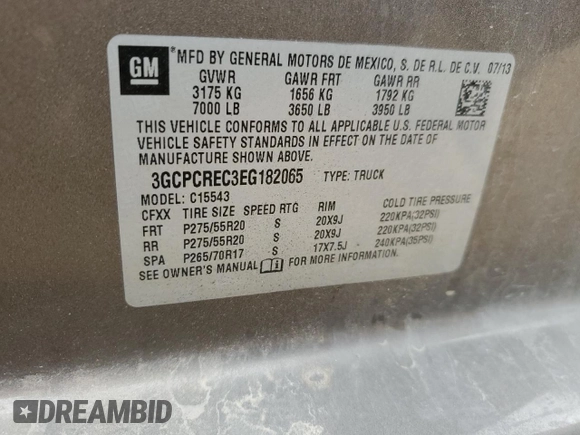 GM
MFD BY GENERAL MOTORS DE MEXICO, S. DE R.L. DE C.V. 07/13
GVWR GAWR FRT GAWR RR
3175 KG 1656 KG 1792 KG
7000 LB 3650 LB 3950 LB
THIS VEHICLE CONFORMS TO ALL APPLICABLE U.S. FEDERAL MOTOR
VEHICLE SAFETY STANDARDS IN EFFECT ON THE DATE OF
MANUFACTURE SHOWN ABOVE.
3GCPCREC3EG182065 TYPE: TRUCK
MODEL: C15543
CFXX TIRE SIZE SPEED RTG RIM COLD TIRE PRESSURE
FRT P275/55R20 S 20X9J 220KPA(32PSI)
RR P275/55R20 S 20X9J 220KPA(32PSI)
SPA P265/70R17 S 17X7.5J 240KPA(35PSI)
SEE OWNER'S MANUAL FOR MORE INFORMATION
DREAMBID